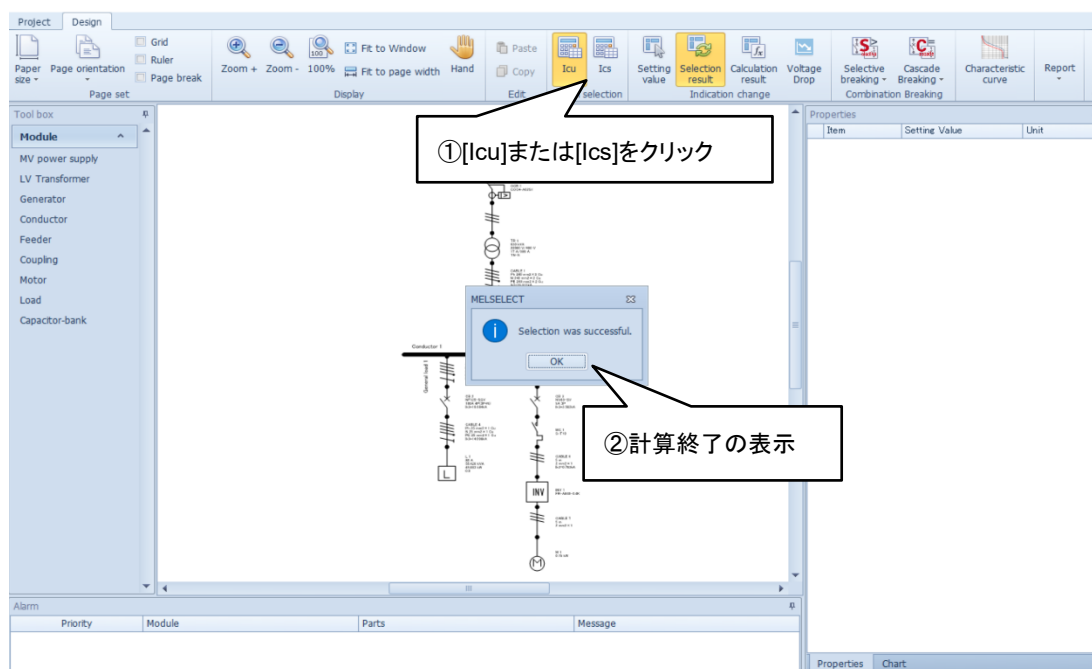 Project Design
Paper size
Page orientation
Grid
Ruler
Page break
Page set
Zoom +
Zoom -
100%
Fit to Window
Fit to page width
Hand
Display
Paste
Copy
Edit
Icu
Ics
selection
Setting value
Selection result
Calculation result
Voltage Drop
Indication change
Selective breaking
Cascade Breaking
Combination Breaking
Characteristic curve
Report
Tool box
Module
MV power supply
LV Transformer
Generator
Conductor
Feeder
Coupling
Motor
Load
Capacitor-bank
①[Icu]または[Ics]をクリック
Properties
Item Setting Value Unit
MELSELECT
Selection was successful.
OK
②計算終了の表示
Conductor 1
General load 1
L
INV
M
Alarm
Priority Module Parts Message
Properties Chart